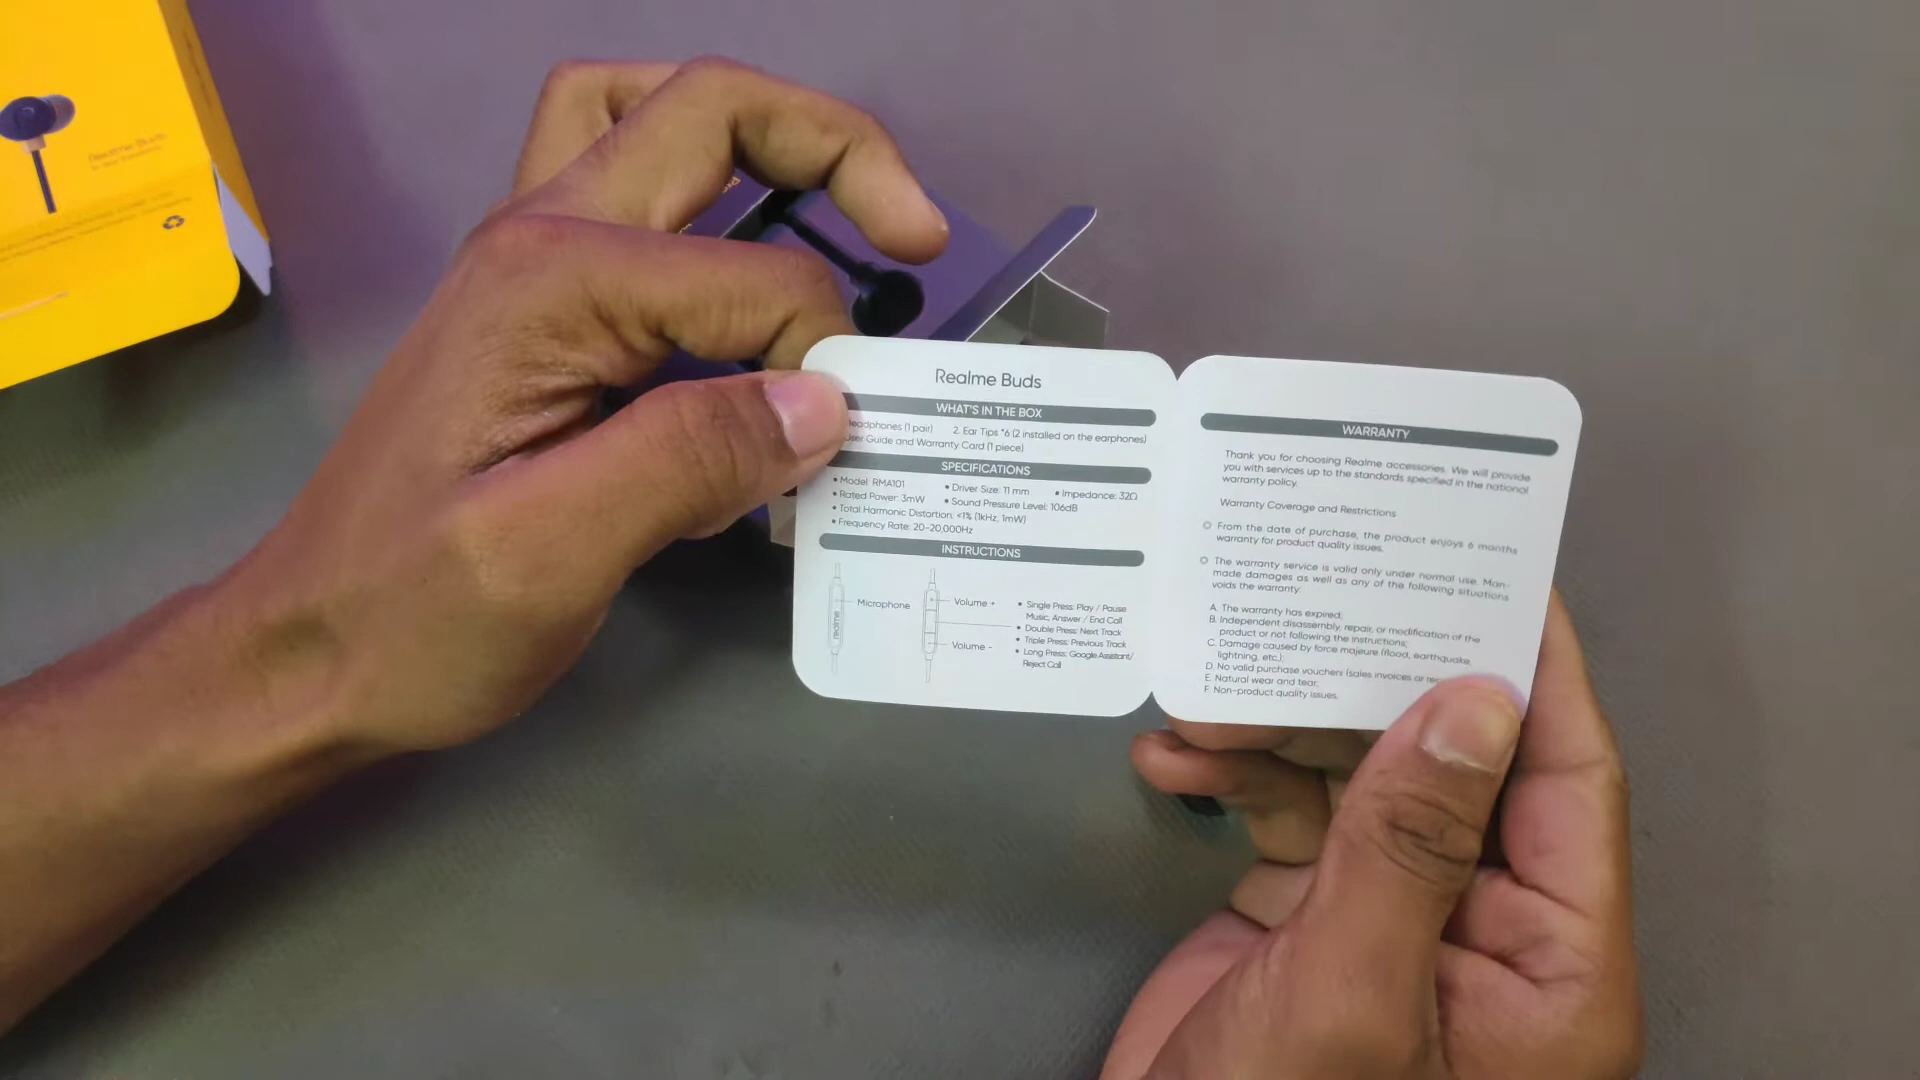 Realme Buds
Realme Buds
WHAT'S IN THE BOX
eadphones (1 pair) 2. Ear Tips *6 (2 installed on the earphones)
User Guide and Warranty Card (1 piece)
SPECIFICATIONS
• Model: RMA101 • Driver Size: 11 mm • Impedance: 32Ω
• Rated Power: 3mW • Sound Pressure Level: 106dB
• Total Harmonic Distortion: <1% (1kHz, 1mW)
• Frequency Rate: 20-20,000Hz
INSTRUCTIONS
Microphone
realme
Volume +
Volume -
• Single Press: Play / Pause
Music, Answer / End Call
• Double Press: Next Track
• Triple Press: Previous Track
• Long Press: Google Assistant/
Reject Call
WARRANTY
Thank you for choosing Realme accessories. We will provide
you with services up to the standards specified in the national
warranty policy.
Warranty Coverage and Restrictions
From the date of purchase, the product enjoys 6 months
warranty for product quality issues.
The warranty service is valid only under normal use. Man-
made damages as well as any of the following situations
voids the warranty:
A. The warranty has expired;
B. Independent disassembly, repair, or modification of the
product or not following the instructions;
C. Damage caused by force majeure (flood, earthquake,
lightning, etc.);
D. No valid purchase vouchers (sales invoices or re
E. Natural wear and tear;
F. Non-product quality issues.